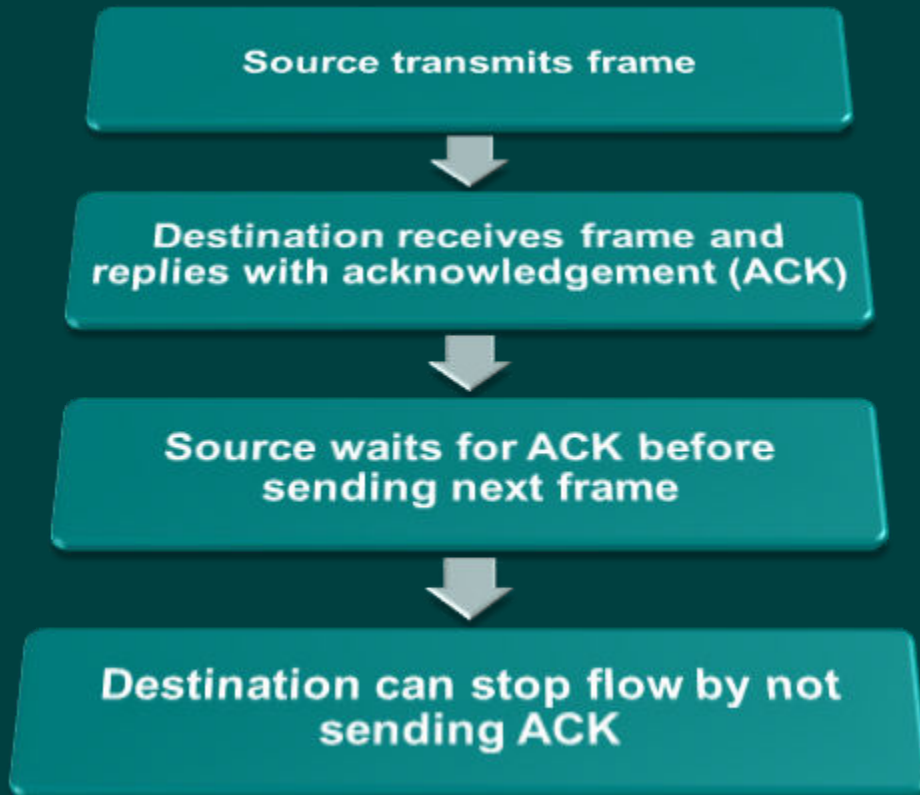 Source transmits frame
Destination receives frame and
replies with acknowledgement (ACK)
Source waits for ACK before
sending next frame
Destination can stop flow by not
sending ACK